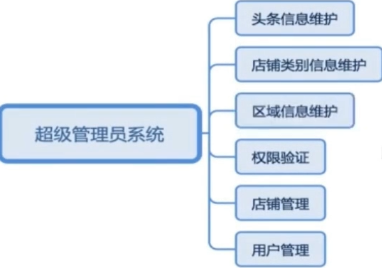 头条信息维护
店铺类别信息维护
区域信息维护
超级管理员系统
权限验证
店铺管理
用户管理